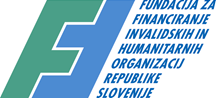 FUNDACIJA ZA
FINANCIRANJE
INVALIDSKIH IN
HUMANITARNIH
ORGANIZACIJ
REPUBLIKE
SLOVENIJE